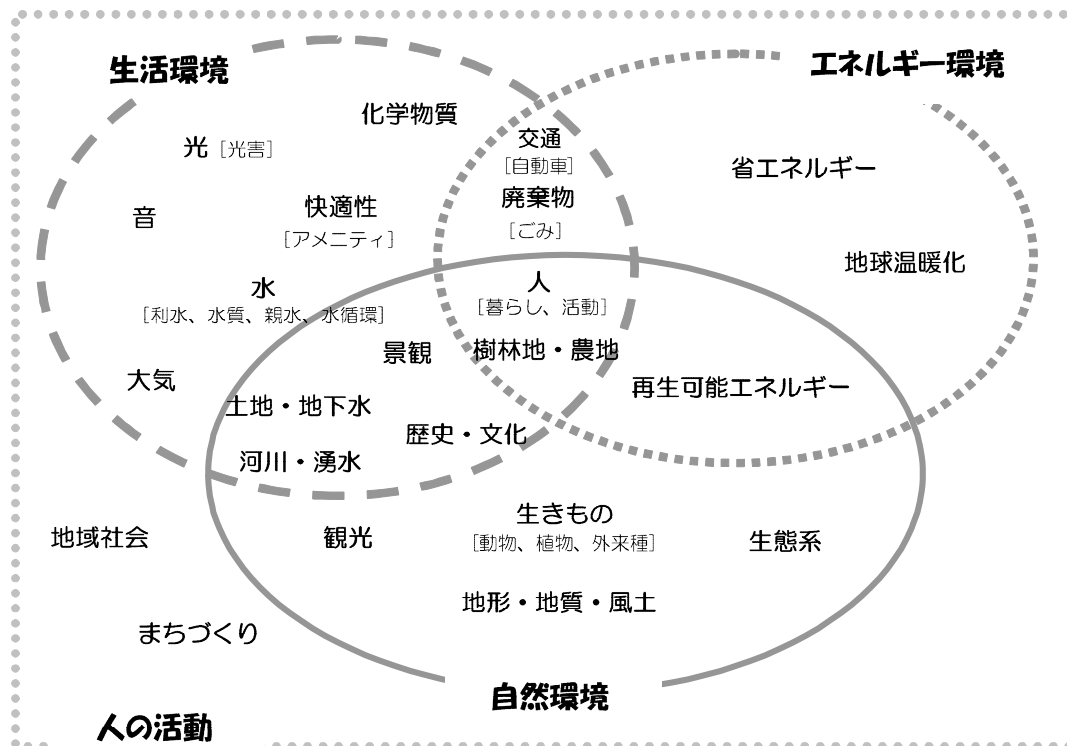 生活環境
エネルギー環境
化学物質
交通
[自動車]
光 [光害]
省エネルギー
廃棄物
[ごみ]
音
快適性
[アメニティ]
地球温暖化
人
[暮らし、活動]
水
[利水、水質、親水、水循環]
景観
樹林地・農地
大気
再生可能エネルギー
土地・地下水
歴史・文化
河川・湧水
生きもの
[動物、植物、外来種]
地域社会
観光
生態系
地形・地質・風土
まちづくり
自然環境
人の活動